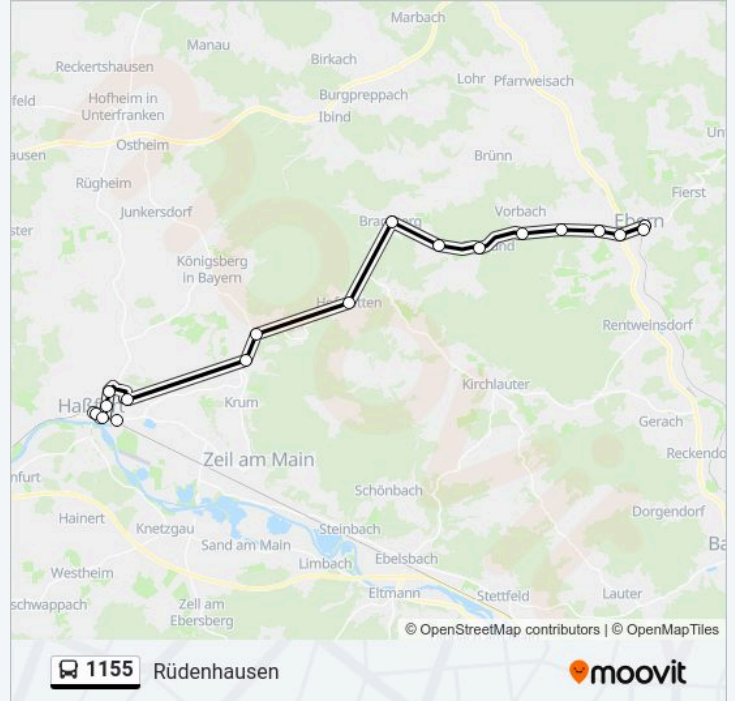 Marbach
Manau
Birkach
Reckertshausen
Lohr
Pfarrweisach
feld
Hofheim in
Unterfranken
Burgpreppach
Ibind
Ostheim
Un
ausen
Brünn
Rügheim
Fierst
Junkersdorf
Vorbach
ster
Ebern
Königsberg
in Bayern
Rentweinsdorf
Kirchlauter
Krum
Gerach
Zeil am Main
Reckendo
nfurt
Schönbach
Hainert
Dorgendorf
Knetzgau
Steinbach
Ba
Sand am Main
Limbach
Ebelsbach
Westheim
Eltmann
Stettfeld
Lauter
schwappach
Zell am
Ebersberg
© OpenStreetMap contributors | © OpenMapTiles
1155 Rüdenhausen
moovit